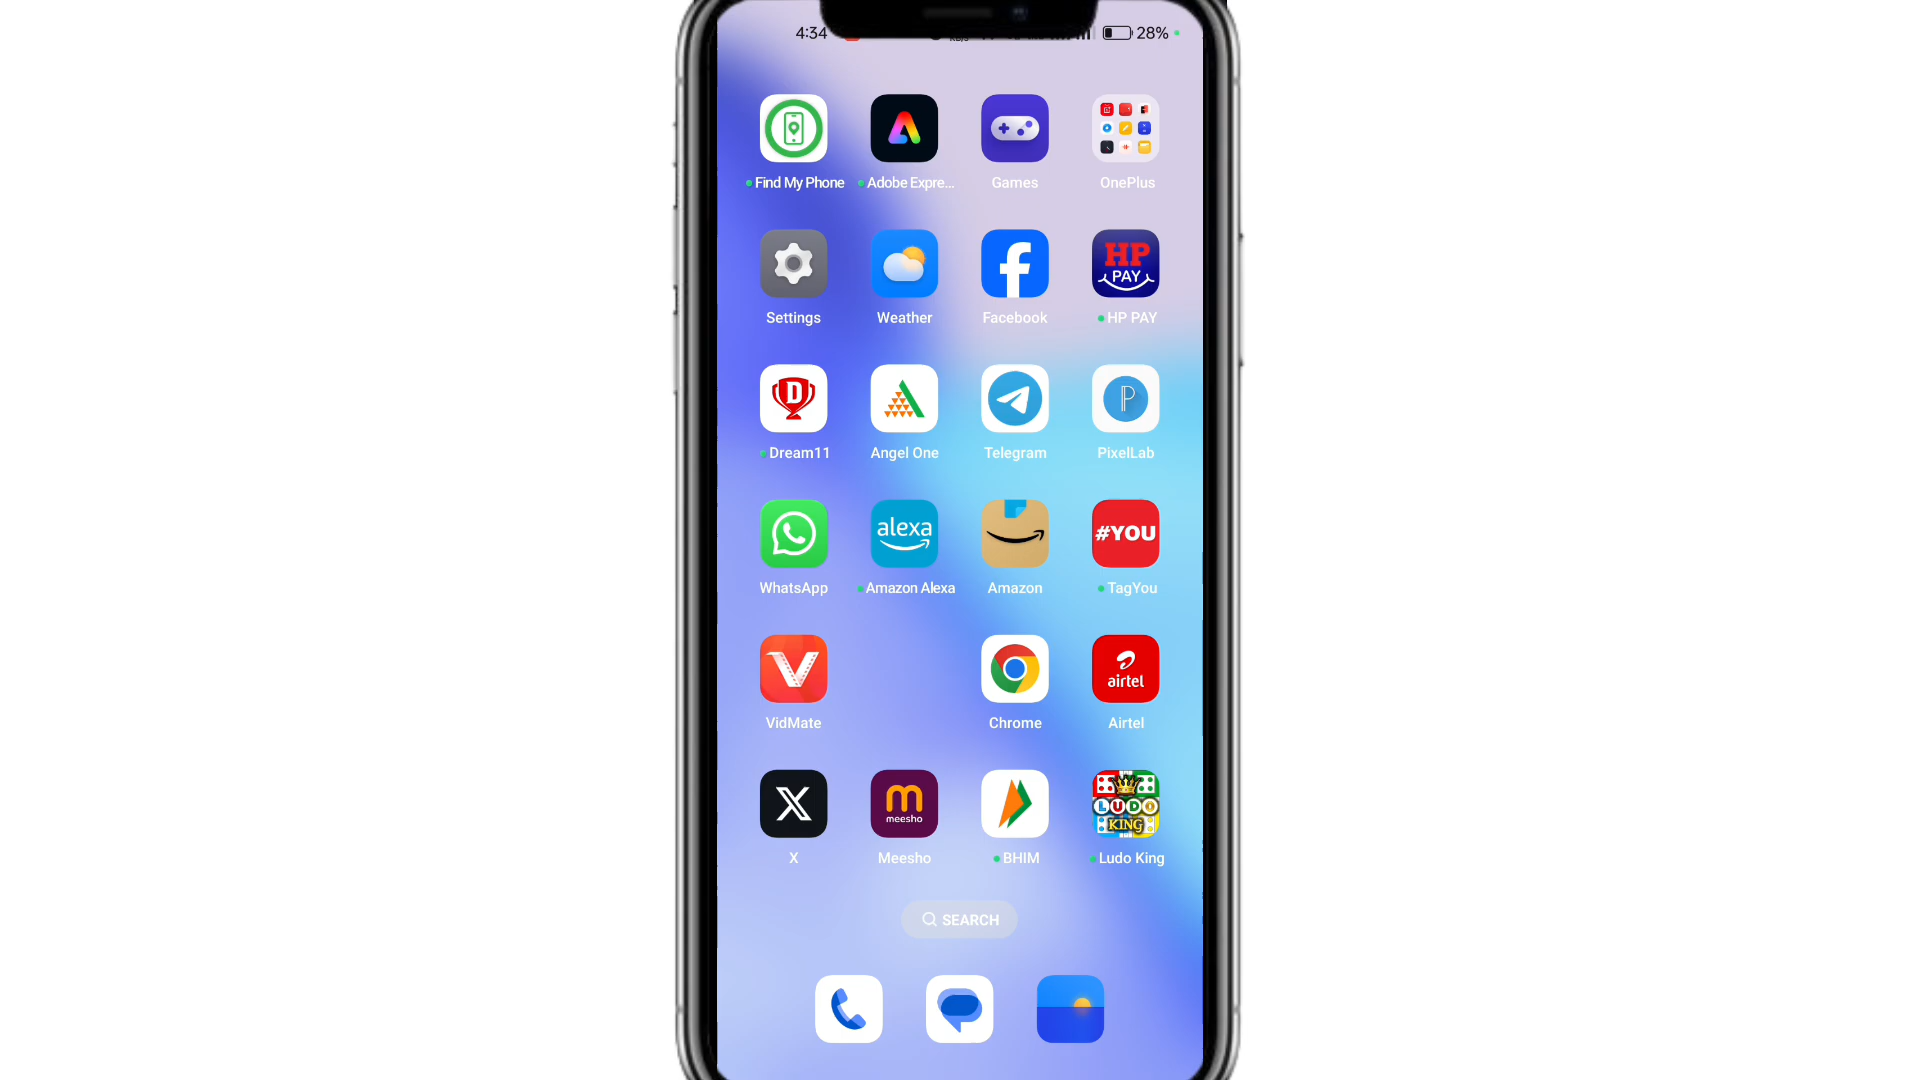 4:34 28%
Find My Phone Adobe Expre... Games OnePlus
HP
PAY
Settings Weather Facebook HP PAY
D
P
Dream11 Angel One Telegram PixelLab
alexa #YOU
WhatsApp Amazon Alexa Amazon TagYou
airtel
VidMate Chrome Airtel
meesho
LUDO
KING
X Meesho BHIM Ludo King
SEARCH